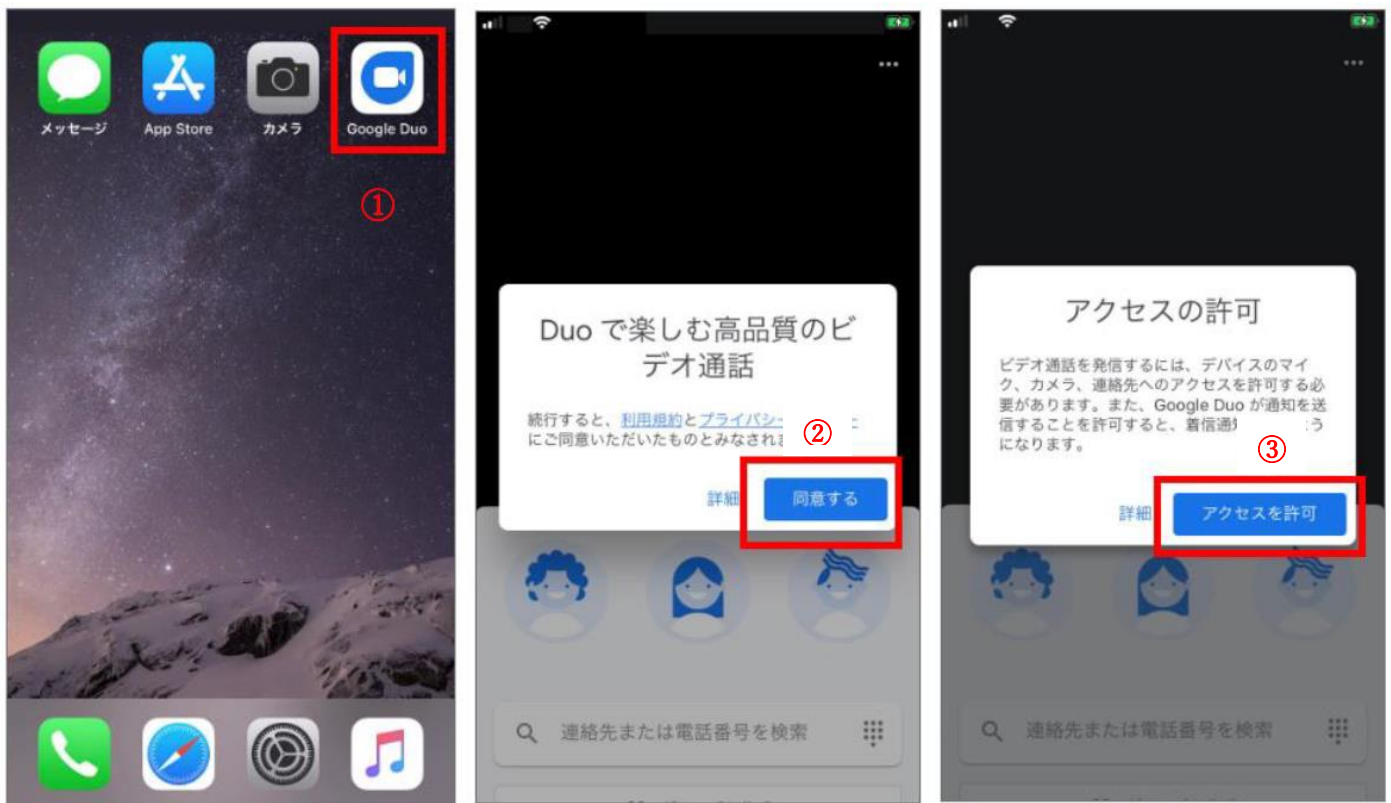 メッセージ
App Store
カメラ
Google Duo
①
Duo で楽しむ高品質のビ
デオ通話
続行すると、利用規約とプライバシー
にご同意いただいたものとみなされま
②
詳細
同意する
連絡先または電話番号を検索
アクセスの許可
ビデオ通話を発信するには、デバイスのマイ
ク、カメラ、連絡先へのアクセスを許可する必
要があります。また、Google Duo が通知を送
信することを許可すると、着信通知 よう
になります。
③
詳細
アクセスを許可
連絡先または電話番号を検索